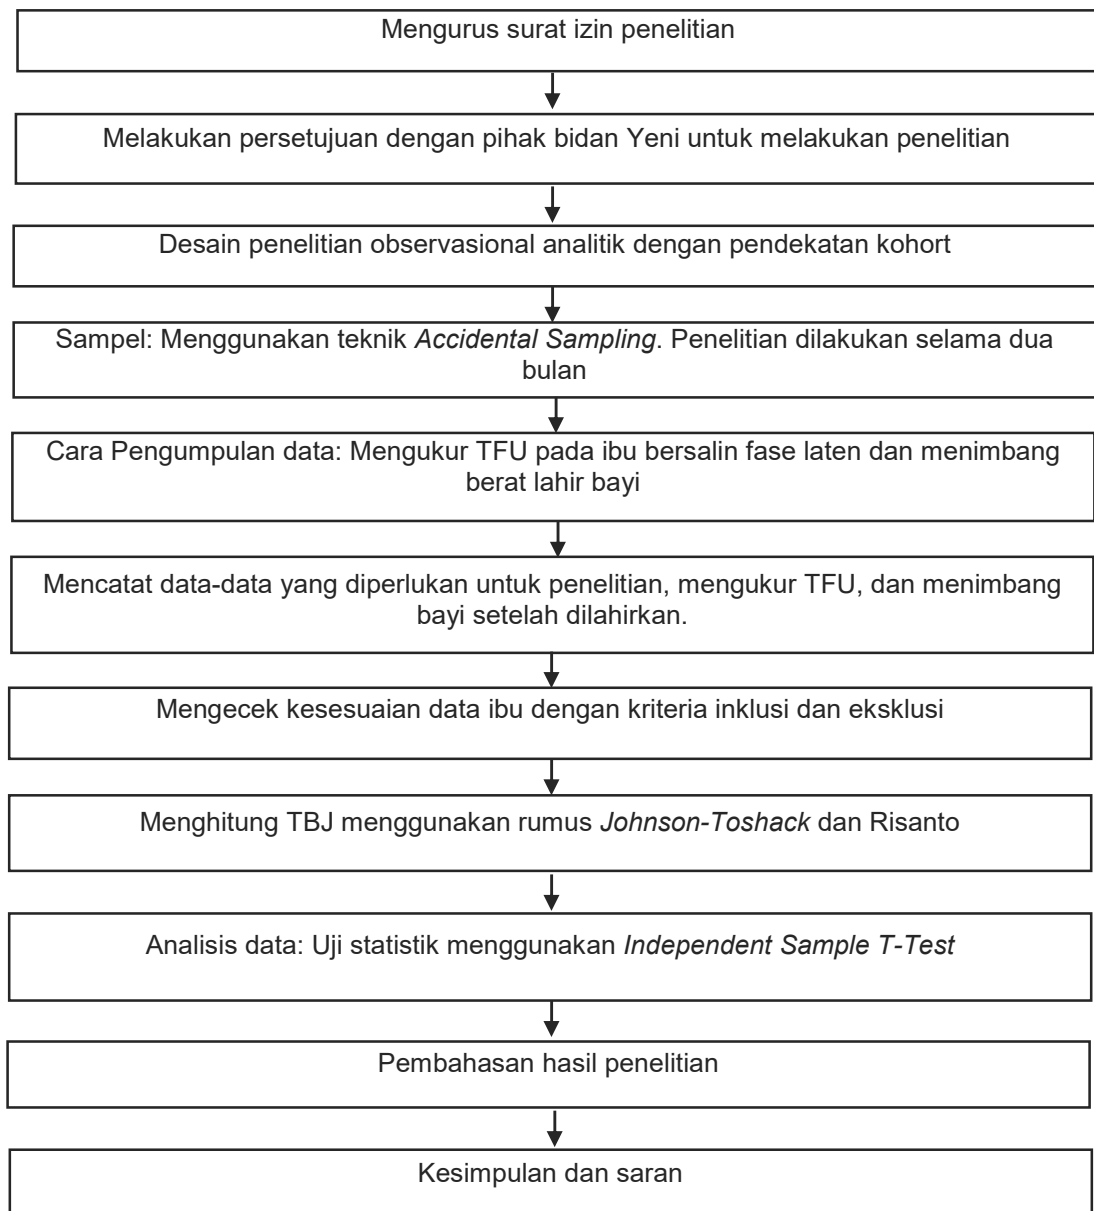 Mengurus surat izin penelitian
Melakukan persetujuan dengan pihak bidan Yeni untuk melakukan penelitian
Desain penelitian observasional analitik dengan pendekatan kohort
Sampel: Menggunakan teknik Accidental Sampling. Penelitian dilakukan selama dua
bulan
Cara Pengumpulan data: Mengukur TFU pada ibu bersalin fase laten dan menimbang
berat lahir bayi
Mencatat data-data yang diperlukan untuk penelitian, mengukur TFU, dan menimbang
bayi setelah dilahirkan.
Mengecek kesesuaian data ibu dengan kriteria inklusi dan eksklusi
Menghitung TBJ menggunakan rumus Johnson-Toshack dan Risanto
Analisis data: Uji statistik menggunakan Independent Sample T-Test
Pembahasan hasil penelitian
Kesimpulan dan saran